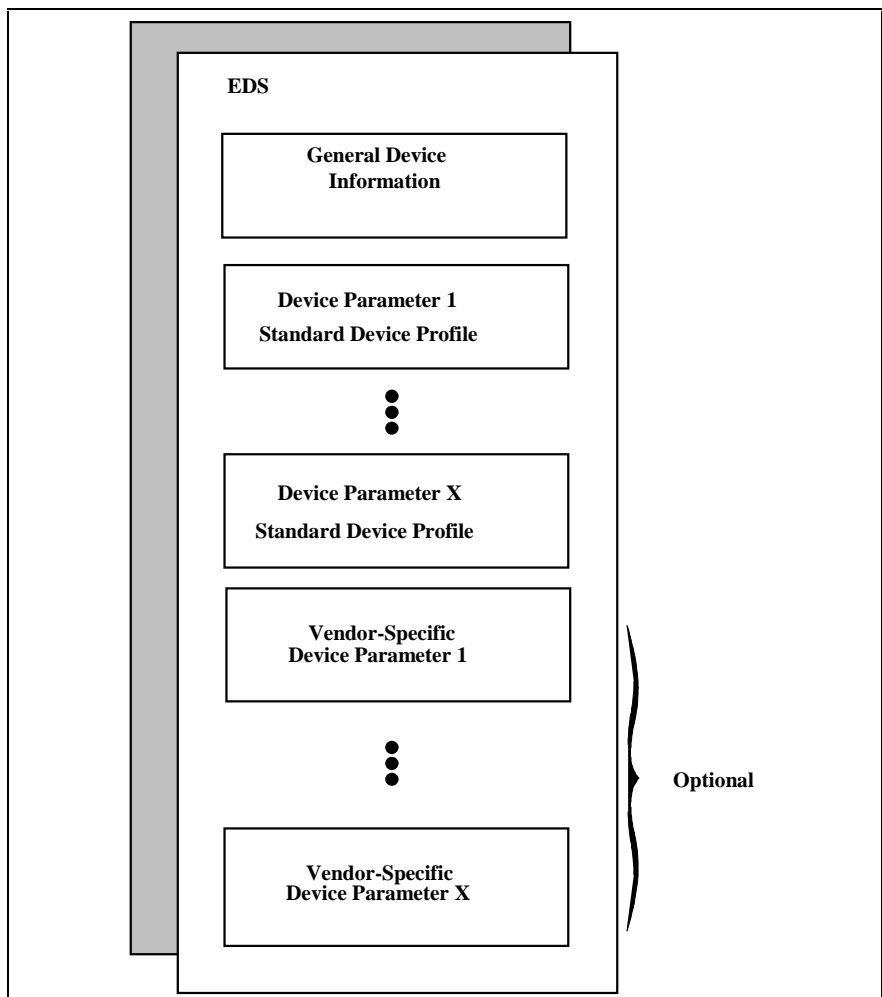 EDS
General Device
Information
Device Parameter 1
Standard Device Profile
Device Parameter X
Standard Device Profile
Vendor-Specific
Device Parameter 1
Optional
Vendor-Specific
Device Parameter X